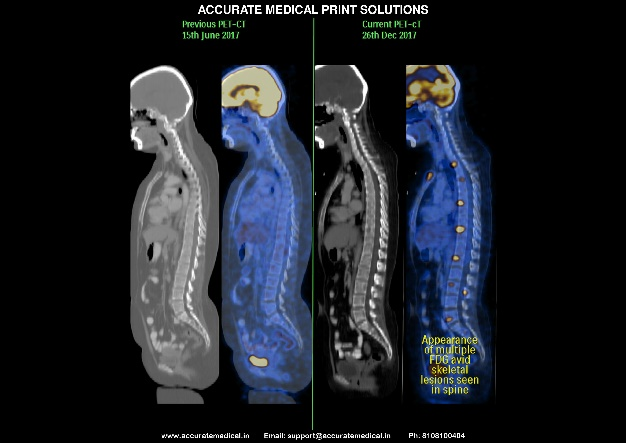 ACCURATE MEDICAL PRINT SOLUTIONS
Previous PET-CT
15th June 2017
Current PET-cT
26th Dec 2017
Appearance
of multiple
FDG avid
skeletal
lesions seen
in spine
www.accuratemedical.in Email: support@accuratemedical.in Ph. 8108100404